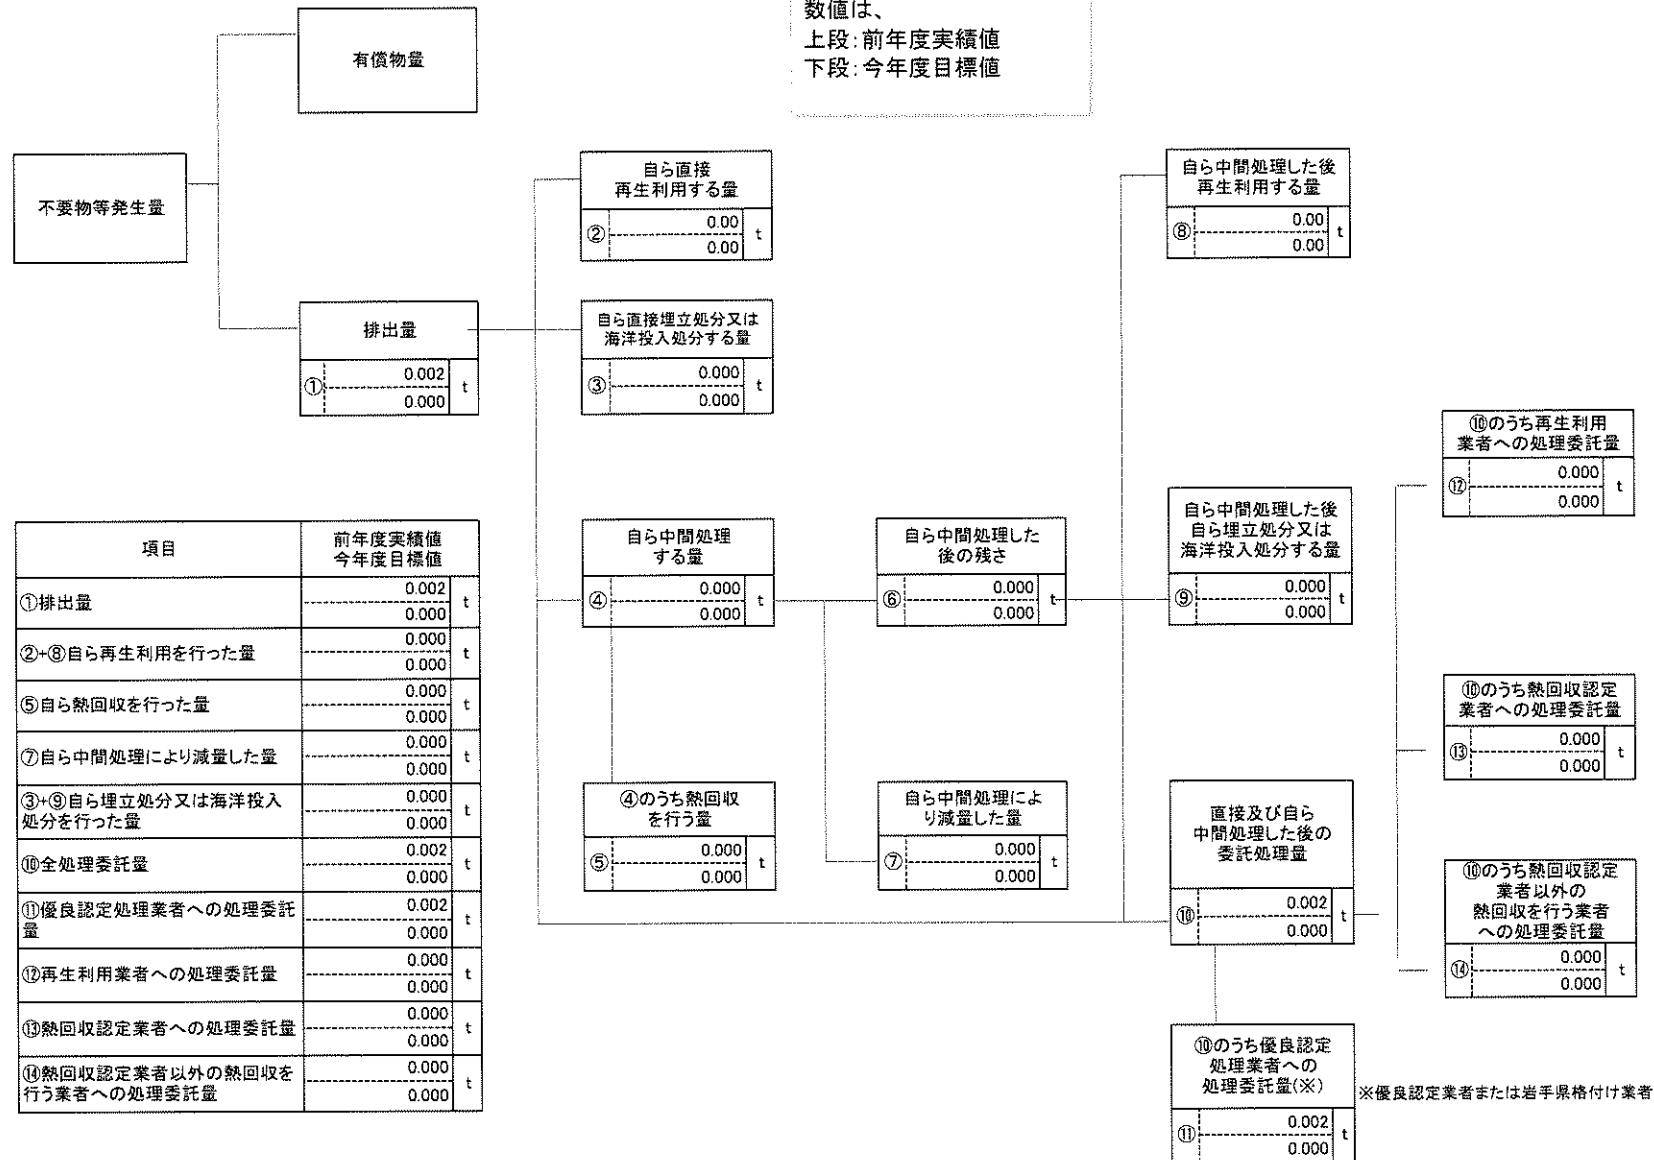 数値は、
上段:前年度実績値
下段:今年度目標値
有償物量
不要物等発生量
排出量
① 0.002 t
0.000
自ら直接
再生利用する量
② 0.00 t
0.00
自ら直接埋立処分又は
海洋投入処分する量
③ 0.000 t
0.000
自ら中間処理した後
再生利用する量
⑧ 0.00 t
0.00
自ら中間処理
する量
④ 0.000 t
0.000
自ら中間処理した
後の残さ
⑥ 0.000 t
0.000
自ら中間処理した後
自ら埋立処分又は
海洋投入処分する量
⑨ 0.000 t
0.000
④のうち熱回収
を行う量
⑤ 0.000 t
0.000
自ら中間処理によ
り減量した量
⑦ 0.000 t
0.000
直接及び自ら
中間処理した後の
委託処理量
⑩ 0.002 t
0.000
⑩のうち再生利用
業者への処理委託量
⑫ 0.000 t
0.000
⑩のうち熱回収認定
業者への処理委託量
⑬ 0.000 t
0.000
⑩のうち熱回収認定
業者以外の
熱回収を行う業者
への処理委託量
⑭ 0.000 t
0.000
⑩のうち優良認定
処理業者への
処理委託量(※)
⑪ 0.002 t
0.000
※優良認定業者または岩手県格付け業者
項目 前年度実績値
今年度目標値
①排出量 0.002 t
0.000
②+⑧自ら再生利用を行った量 0.000 t
0.000
⑤自ら熱回収を行った量 0.000 t
0.000
⑦自ら中間処理により減量した量 0.000 t
0.000
③+⑨自ら埋立処分又は海洋投入
処分を行った量 0.000 t
0.000
⑩全処理委託量 0.002 t
0.000
⑪優良認定処理業者への処理委託
量 0.002 t
0.000
⑫再生利用業者への処理委託量 0.000 t
0.000
⑬熱回収認定業者への処理委託量 0.000 t
0.000
⑭熱回収認定業者以外の熱回収を
行う業者への処理委託量 0.000 t
0.000